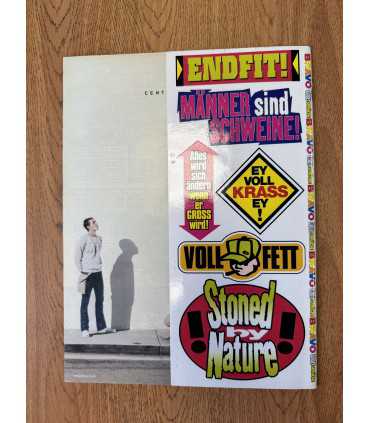 CENT
ENDFIT!
MÄNNER sind
SCHWEINE!
Alles
wird
sich
ändern
wenn
er
GROSS
wird!
EY
VOLL
KRASS
EY
!
VOLL FETT
Stoned
by
Nature
! !